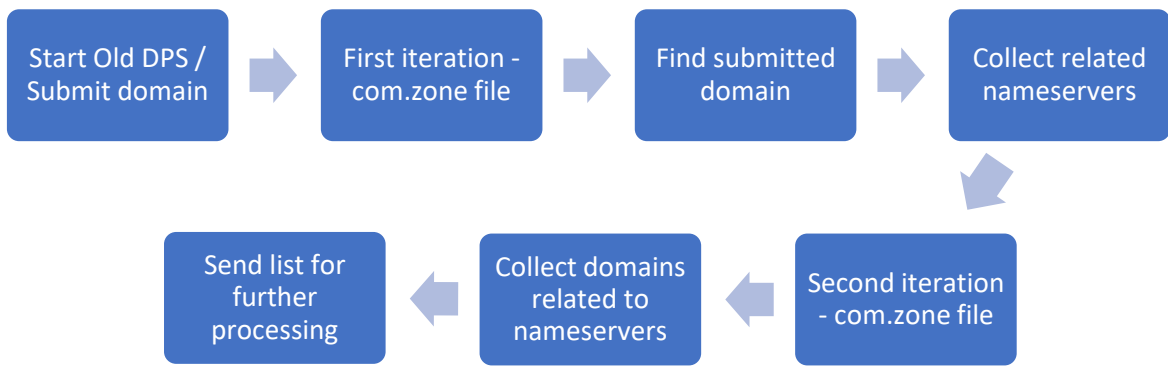 Start Old DPS /
Submit domain
First iteration -
com.zone file
Find submitted
domain
Collect related
nameservers
Second iteration
- com.zone file
Collect domains
related to
nameservers
Send list for
further
processing